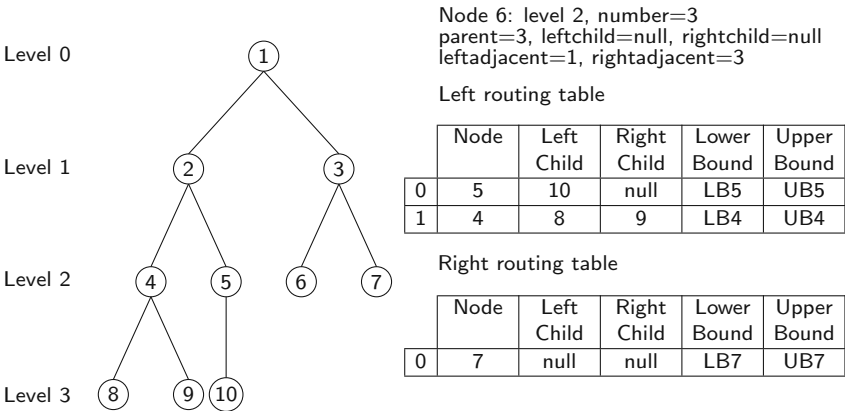 Level 0
1
Level 1
2
3
Level 2
4
5
6
7
Level 3
8
9
10
Node 6: level 2, number=3
parent=3, leftchild=null, rightchild=null
leftadjacent=1, rightadjacent=3
Left routing table
Node Left Right Lower Upper
Child Child Bound Bound
0 5 10 null LB5 UB5
1 4 8 9 LB4 UB4
Right routing table
Node Left Right Lower Upper
Child Child Bound Bound
0 7 null null LB7 UB7